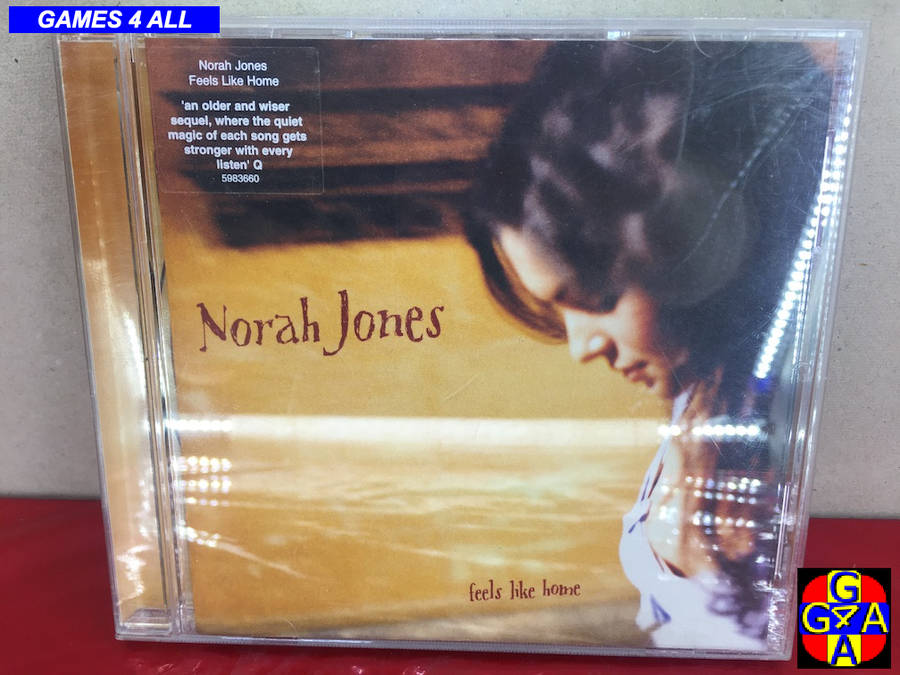 GAMES 4 ALL
Norah Jones
Feels Like Home
'an older and wiser
sequel, where the quiet
magic of each song gets
stronger with every
listen' Q
5983660
Norah Jones
feels like home
G
G4A
A